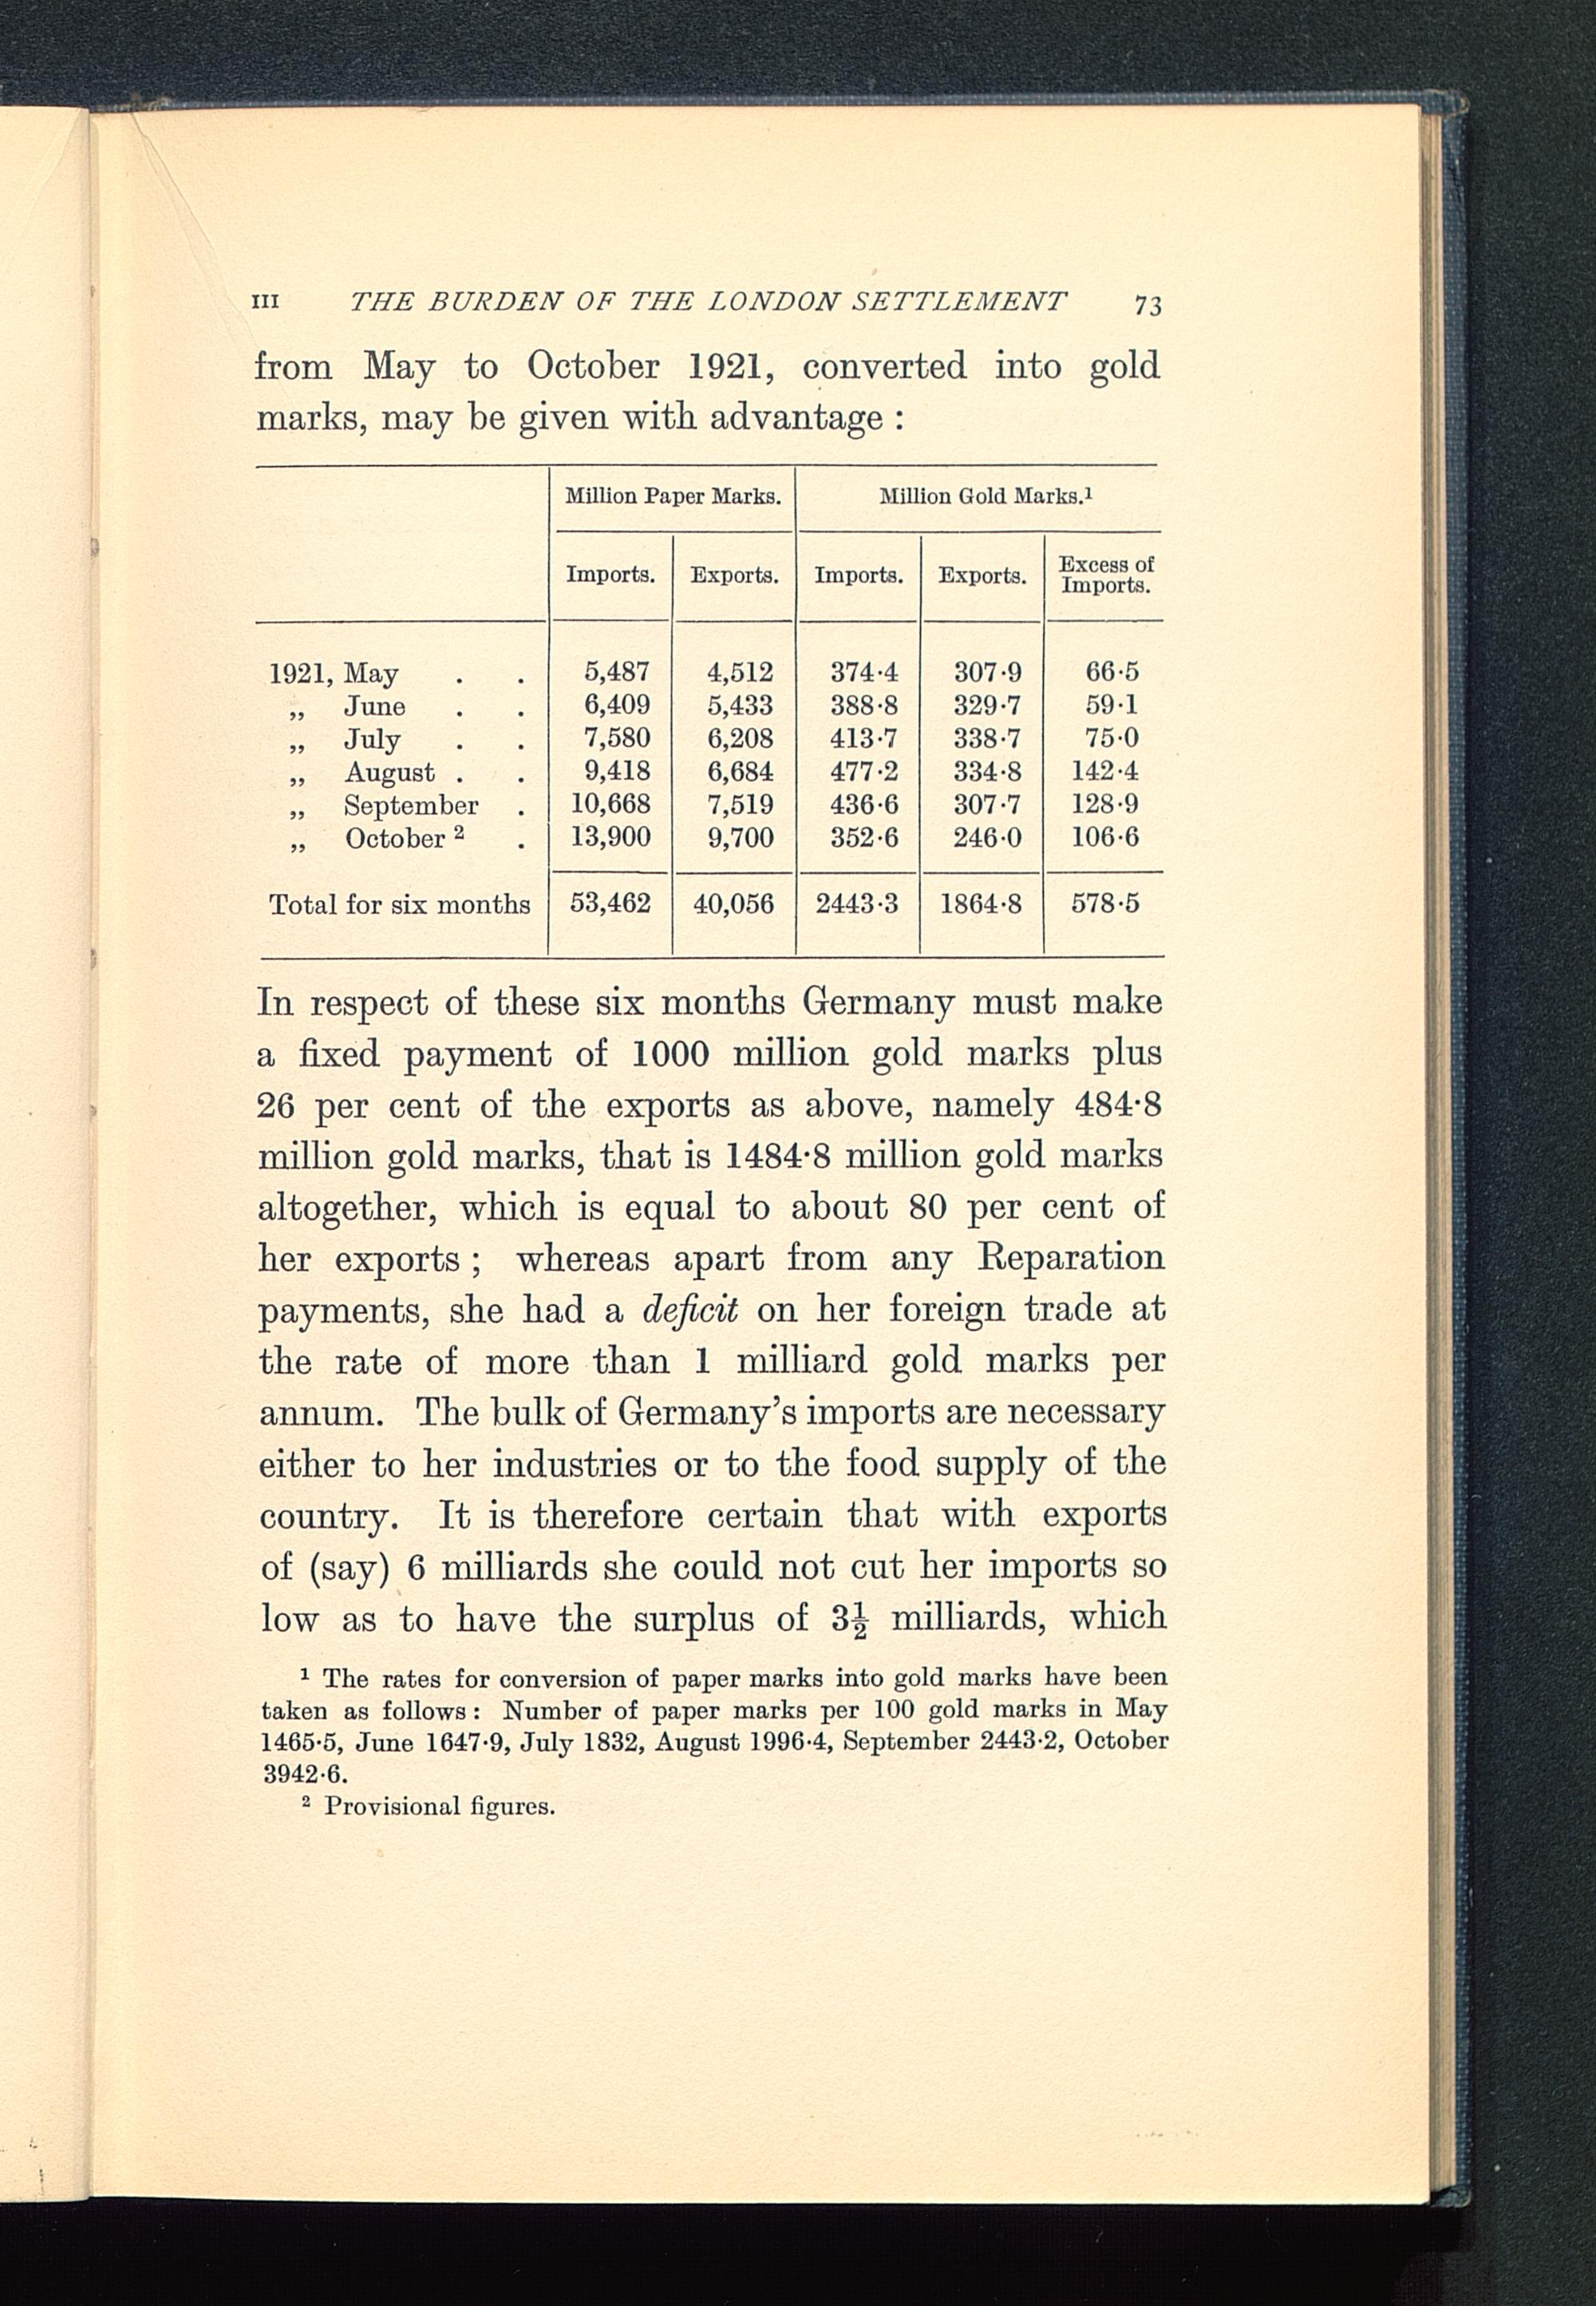 III THE BURDEN OF THE LONDON SETTLEMENT 73
from May to October 1921, converted into gold
marks, may be given with advantage :
Million Paper Marks. Million Gold Marks.¹
Imports. Exports. Imports. Exports. Excess of
Imports.
1921, May . . 5,487 4,512 374·4 307·9 66·5
„ June . . 6,409 5,433 388·8 329·7 59·1
„ July . . 7,580 6,208 413·7 338·7 75·0
„ August . . 9,418 6,684 477·2 334·8 142·4
„ September . 10,668 7,519 436·6 307·7 128·9
„ October ² . 13,900 9,700 352·6 246·0 106·6
Total for six months 53,462 40,056 2443·3 1864·8 578·5
In respect of these six months Germany must make
a fixed payment of 1000 million gold marks plus
26 per cent of the exports as above, namely 484·8
million gold marks, that is 1484·8 million gold marks
altogether, which is equal to about 80 per cent of
her exports ; whereas apart from any Reparation
payments, she had a deficit on her foreign trade at
the rate of more than 1 milliard gold marks per
annum. The bulk of Germany's imports are necessary
either to her industries or to the food supply of the
country. It is therefore certain that with exports
of (say) 6 milliards she could not cut her imports so
low as to have the surplus of 3½ milliards, which
¹ The rates for conversion of paper marks into gold marks have been
taken as follows : Number of paper marks per 100 gold marks in May
1465·5, June 1647·9, July 1832, August 1996·4, September 2443·2, October
3942·6.
² Provisional figures.